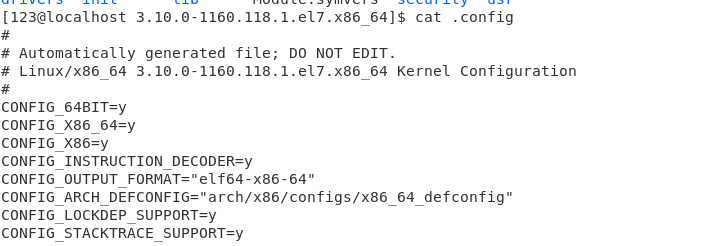 drivers init lib Module.symvers security usr
[123@localhost 3.10.0-1160.118.1.el7.x86_64]$ cat .config
#
# Automatically generated file; DO NOT EDIT.
# Linux/x86_64 3.10.0-1160.118.1.el7.x86_64 Kernel Configuration
#
CONFIG_64BIT=y
CONFIG_X86_64=y
CONFIG_X86=y
CONFIG_INSTRUCTION_DECODER=y
CONFIG_OUTPUT_FORMAT="elf64-x86-64"
CONFIG_ARCH_DEFCONFIG="arch/x86/configs/x86_64_defconfig"
CONFIG_LOCKDEP_SUPPORT=y
CONFIG_STACKTRACE_SUPPORT=y